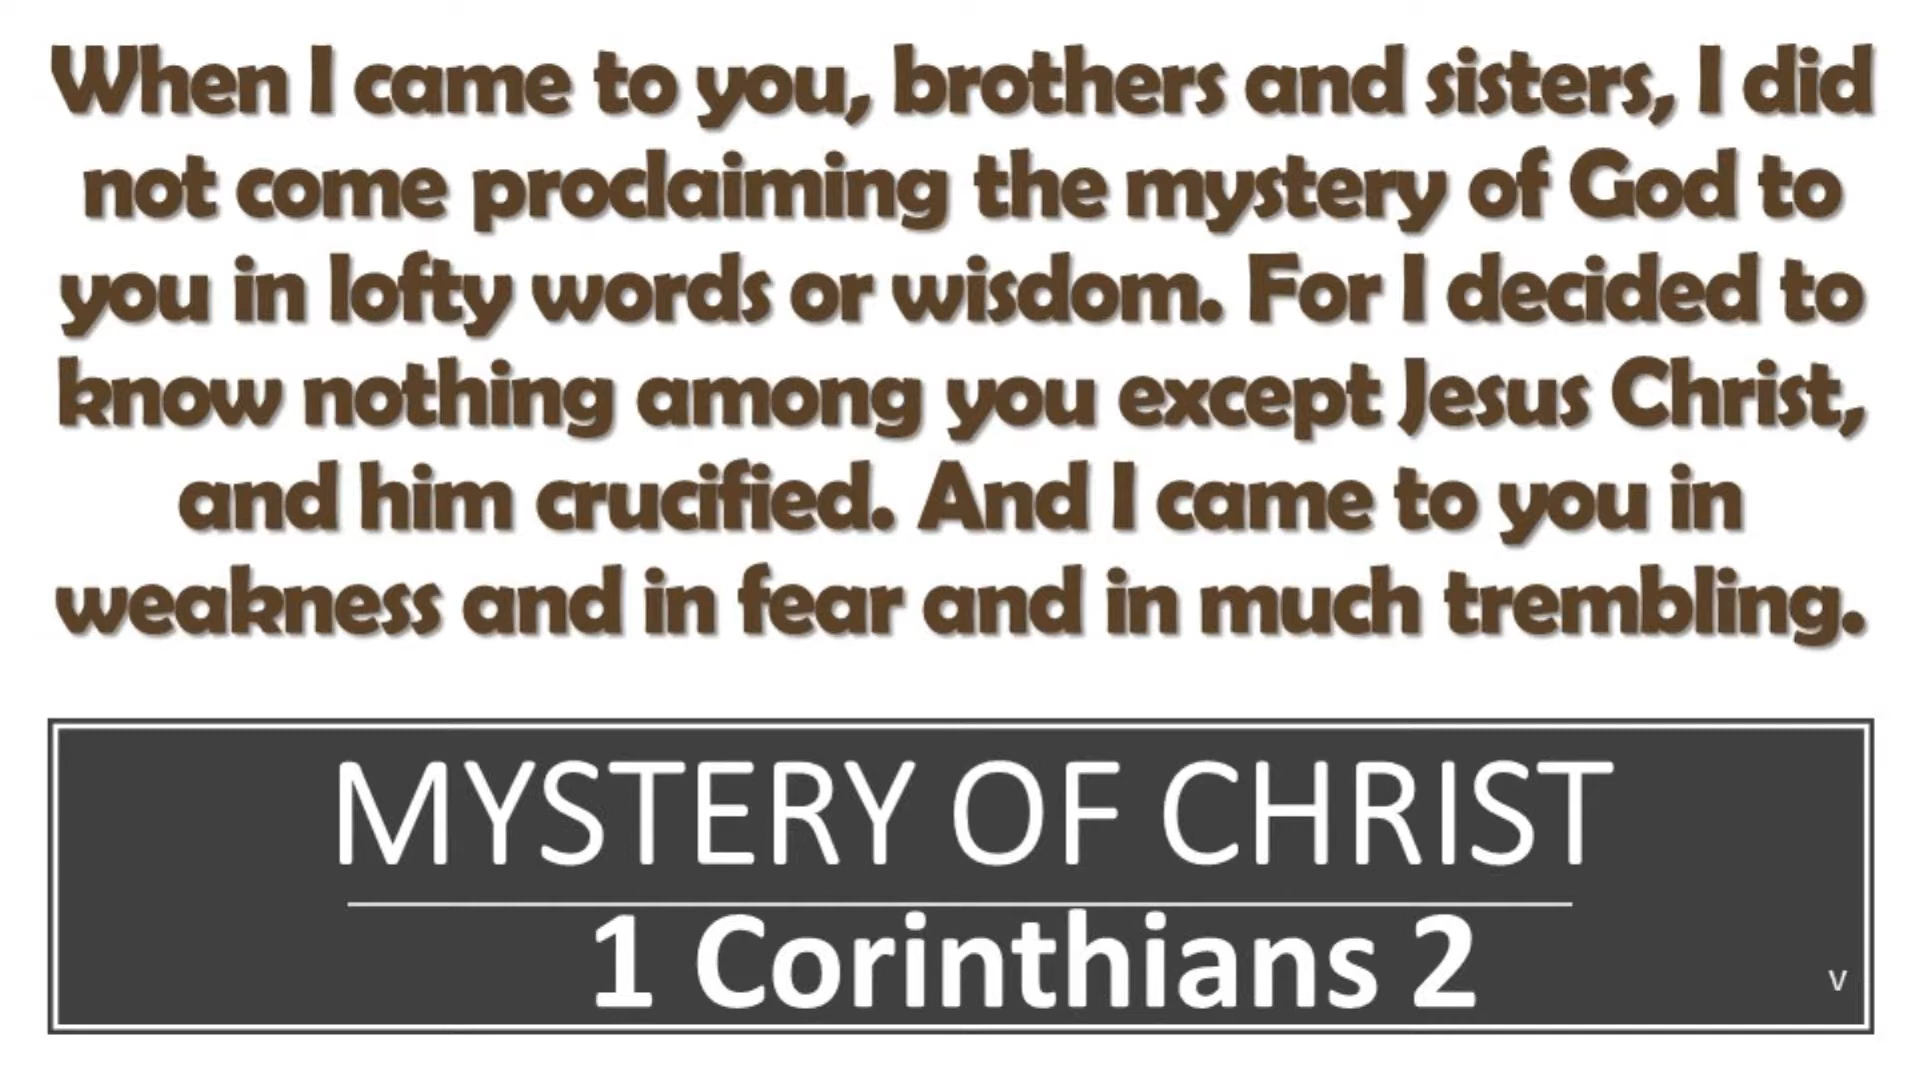 When I came to you, brothers and sisters, I did
not come proclaiming the mystery of God to
you in lofty words or wisdom. For I decided to
know nothing among you except Jesus Christ,
and him crucified. And I came to you in
weakness and in fear and in much trembling.
MYSTERY OF CHRIST
1 Corinthians 2
v